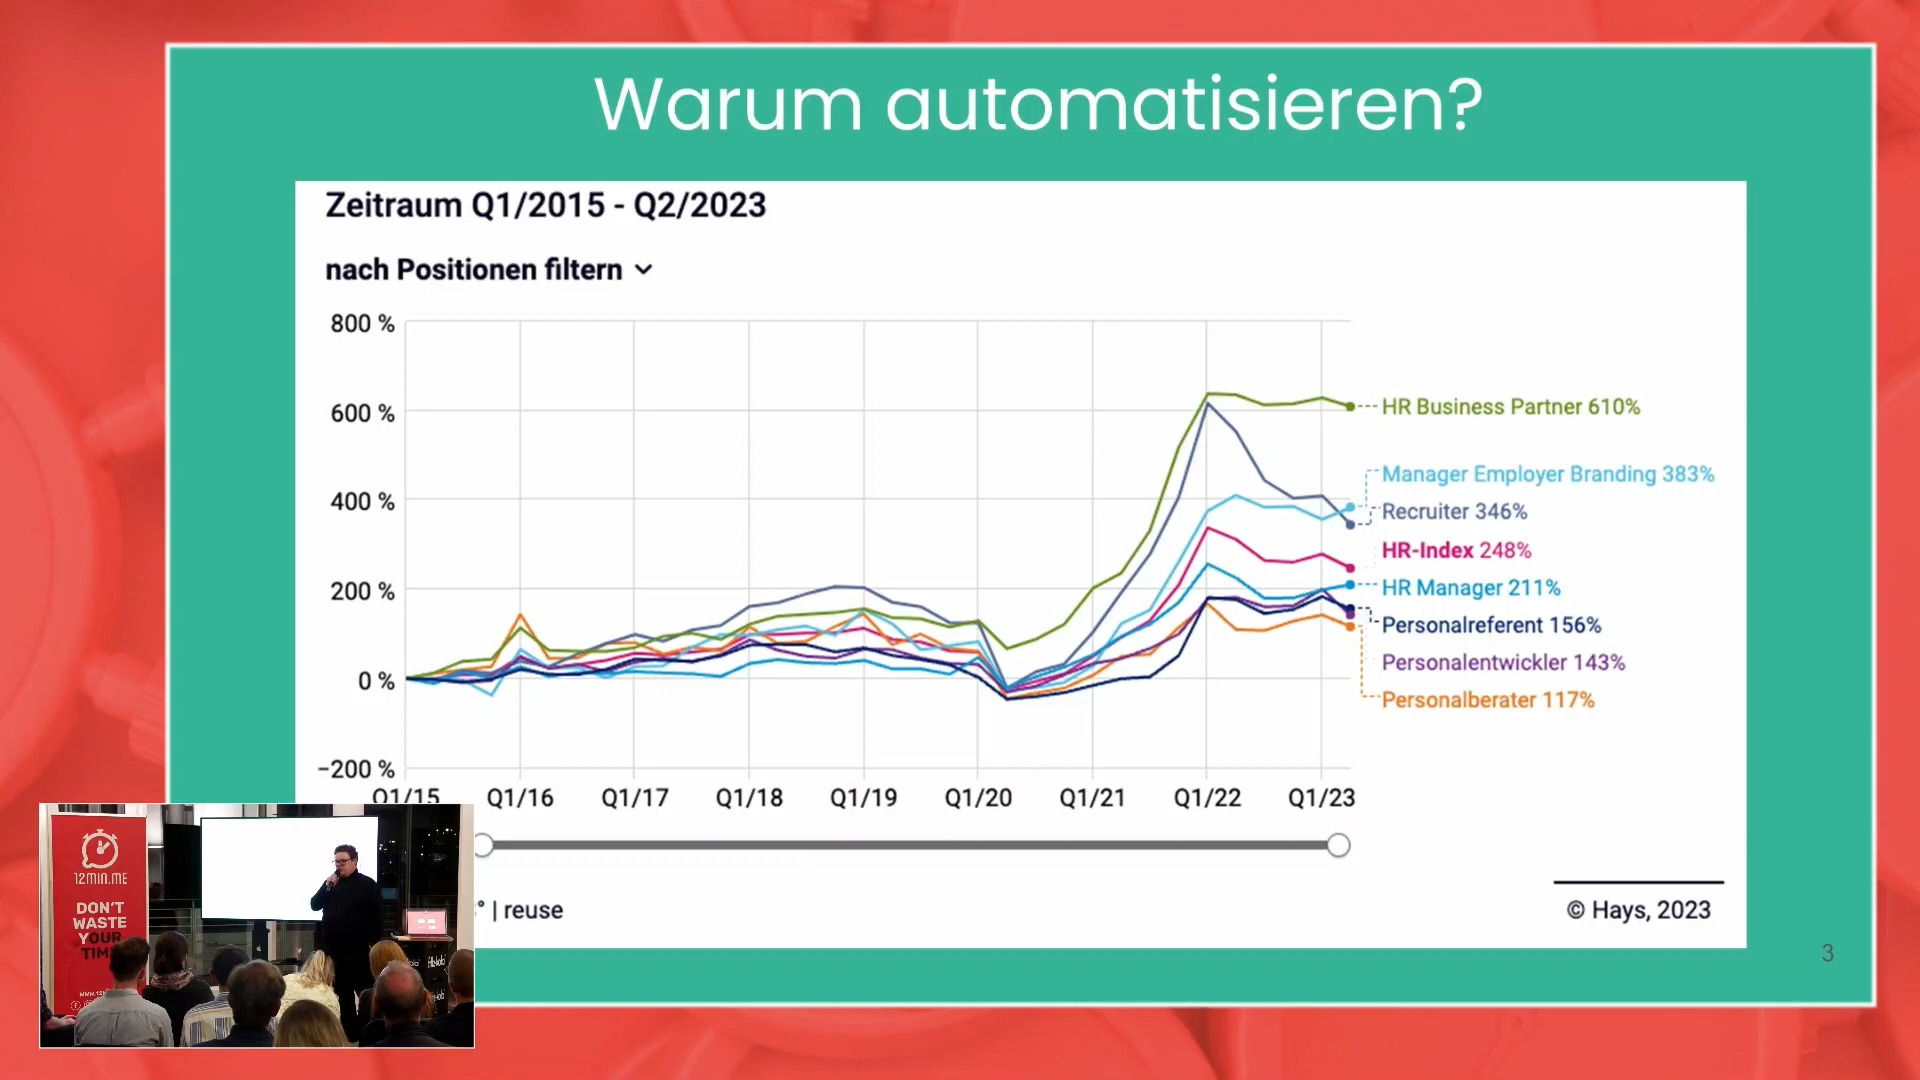 Warum automatisieren?
Zeitraum Q1/2015 - Q2/2023
nach Positionen filtern
800 %
600 %
400 %
200 %
0 %
−200 %
Q1/15 Q1/16 Q1/17 Q1/18 Q1/19 Q1/20 Q1/21 Q1/22 Q1/23
HR Business Partner 610%
Manager Employer Branding 383%
Recruiter 346%
HR-Index 248%
HR Manager 211%
Personalreferent 156%
Personalentwickler 143%
Personalberater 117%
° | reuse
© Hays, 2023
3
12MIN.ME
DON'T
WASTE
YOUR